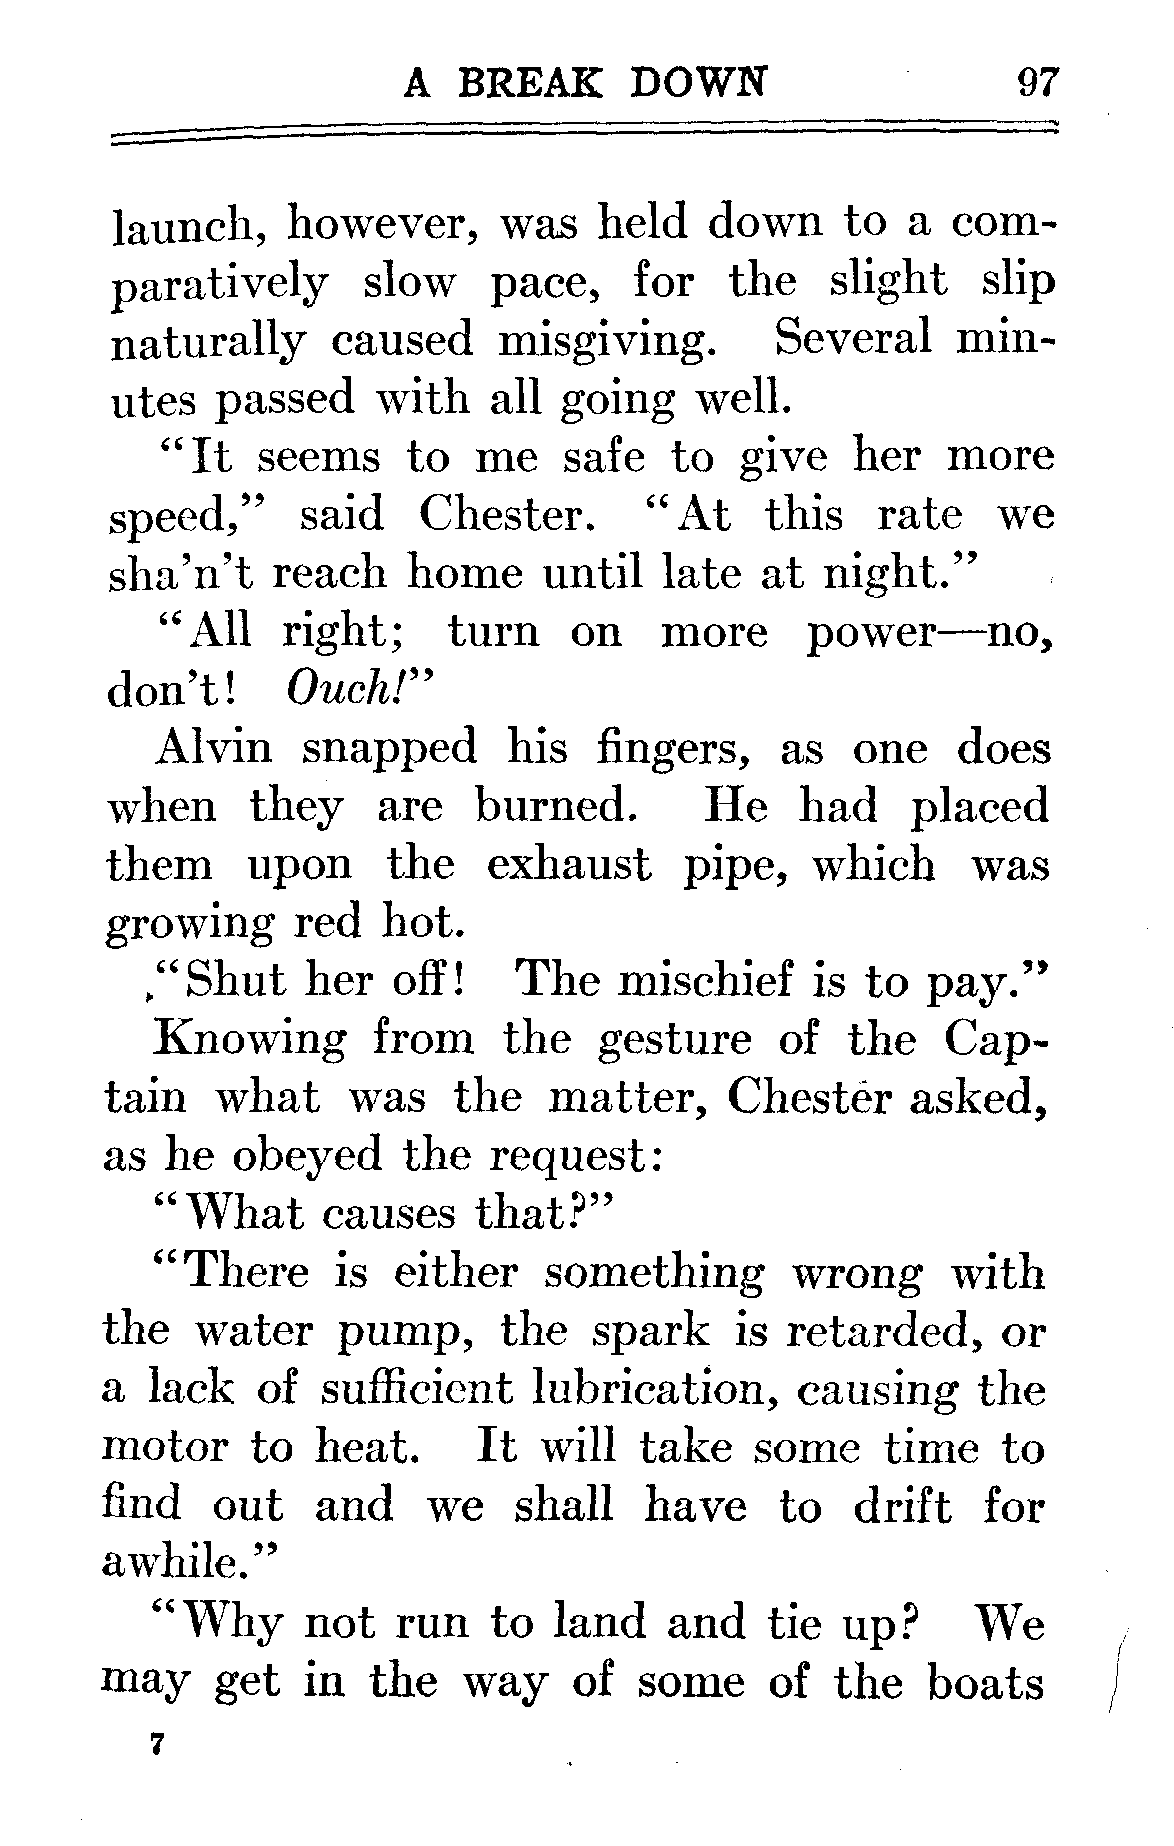 A BREAK DOWN 97
launch, however, was held down to a com-
paratively slow pace, for the slight slip
naturally caused misgiving. Several min-
utes passed with all going well.
“It seems to me safe to give her more
speed,” said Chester. “At this rate we
sha’n’t reach home until late at night.”
“All right; turn on more power—no,
don’t! Ouch!”
Alvin snapped his fingers, as one does
when they are burned. He had placed
them upon the exhaust pipe, which was
growing red hot.
“Shut her off! The mischief is to pay.”
Knowing from the gesture of the Cap-
tain what was the matter, Chester asked,
as he obeyed the request:
“What causes that?”
“There is either something wrong with
the water pump, the spark is retarded, or
a lack of sufficient lubrication, causing the
motor to heat. It will take some time to
find out and we shall have to drift for
awhile.”
“Why not run to land and tie up? We
may get in the way of some of the boats
7